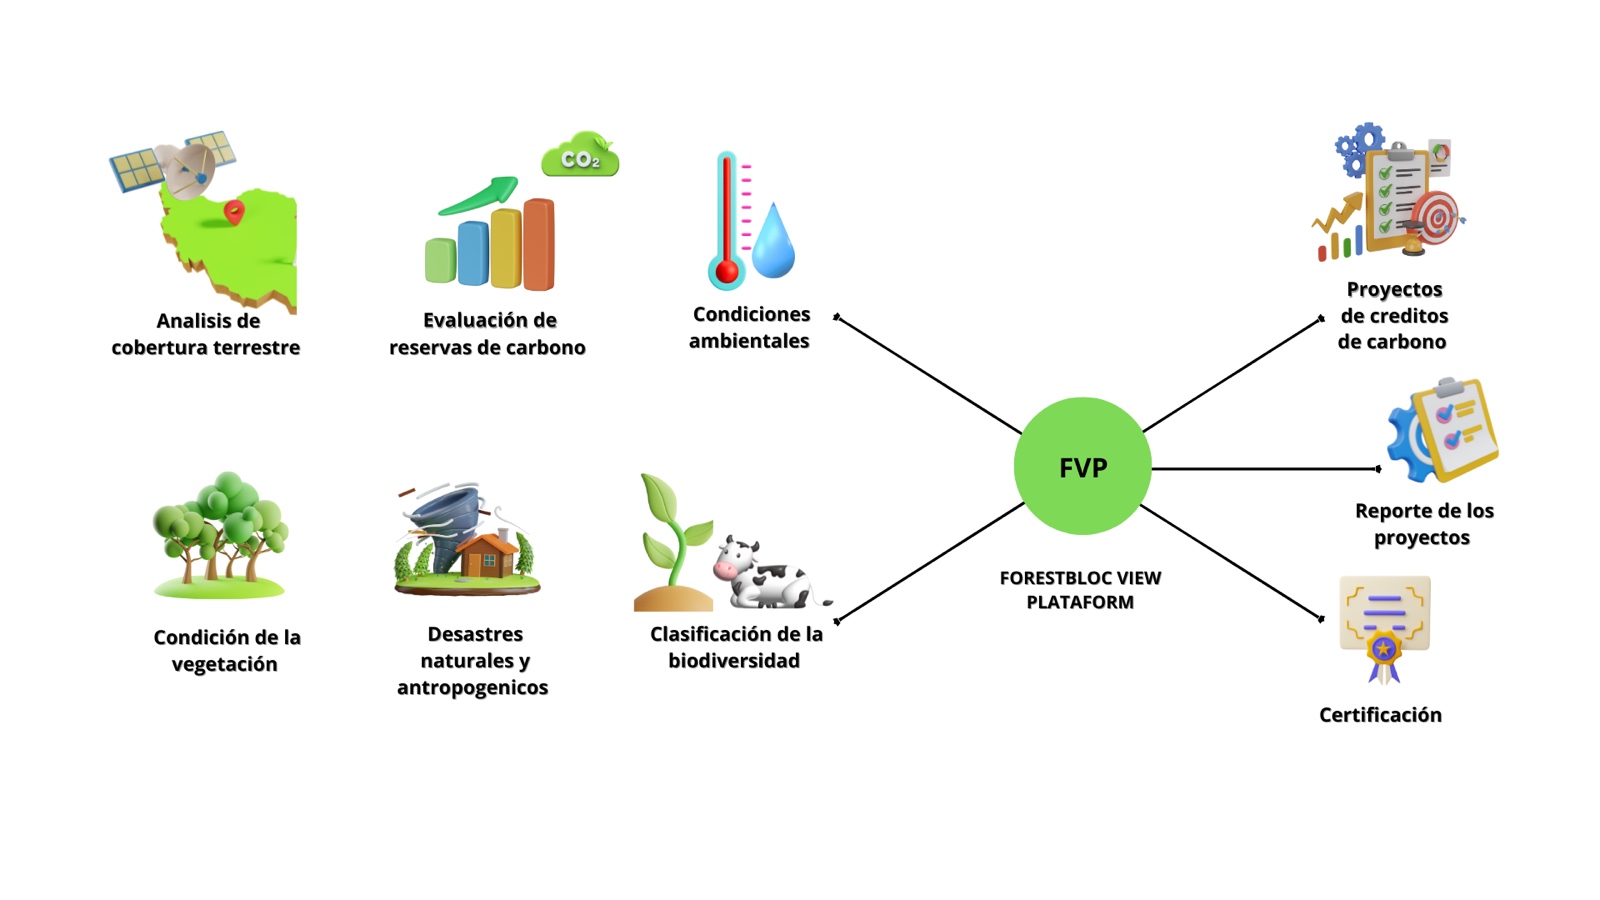 CO₂
Analisis de
cobertura terrestre
Evaluación de
reservas de carbono
Condiciones
ambientales
Condición de la
vegetación
Desastres
naturales y
antropogenicos
Clasificación de la
biodiversidad
FVP
FORESTBLOC VIEW
PLATAFORM
Proyectos
de creditos
de carbono
Reporte de los
proyectos
Certificación